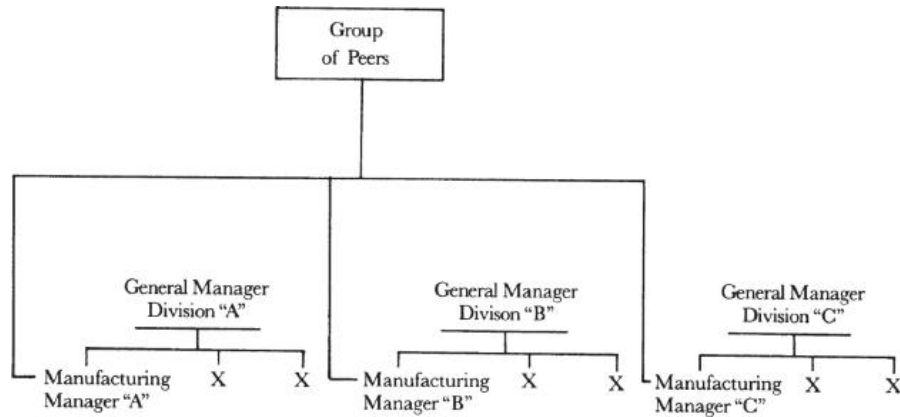 Group
of Peers
General Manager
Division “A”
General Manager
Divison “B”
General Manager
Division “C”
Manufacturing
Manager “A”
X
X
Manufacturing
Manager “B”
X
X
Manufacturing
Manager “C”
X
X